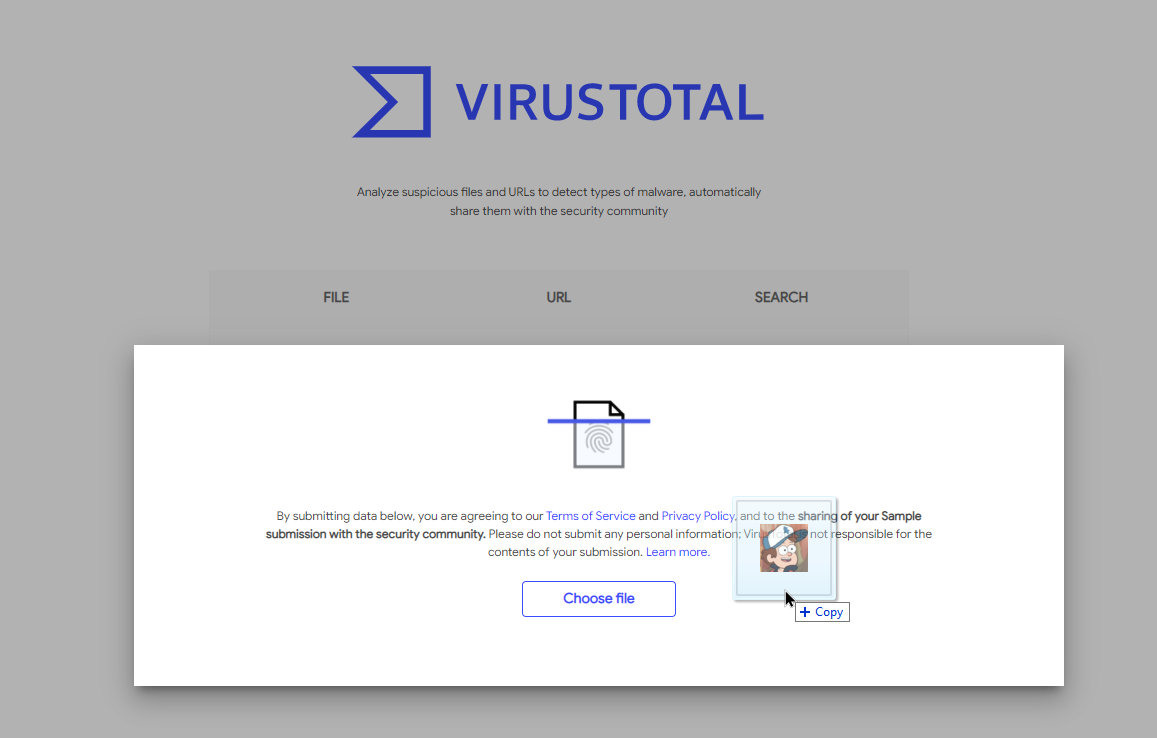 VIRUSTOTAL
Analyze suspicious files and URLs to detect types of malware, automatically
share them with the security community
FILE URL SEARCH
By submitting data below, you are agreeing to our Terms of Service and Privacy Policy, and to the sharing of your Sample
submission with the security community. Please do not submit any personal information; not responsible for the
contents of your submission. Learn more.
Choose file
+ Copy